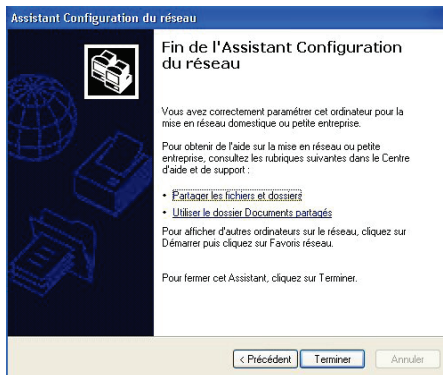 Assistant Configuration du réseau
Fin de l'Assistant Configuration
du réseau
Vous avez correctement paramétré cet ordinateur pour la
mise en réseau domestique ou petite entreprise.
Pour obtenir de l'aide sur la mise en réseau ou petite
entreprise, consultez les rubriques suivantes dans le Centre
d'aide et de support :
• Partager les fichiers et dossiers
• Utiliser le dossier Documents partagés
Pour afficher d'autres ordinateurs sur le réseau, cliquez sur
Démarrer puis cliquez sur Favoris réseau.
Pour fermer cet Assistant, cliquez sur Terminer.
< Précédent
Terminer
Annuler